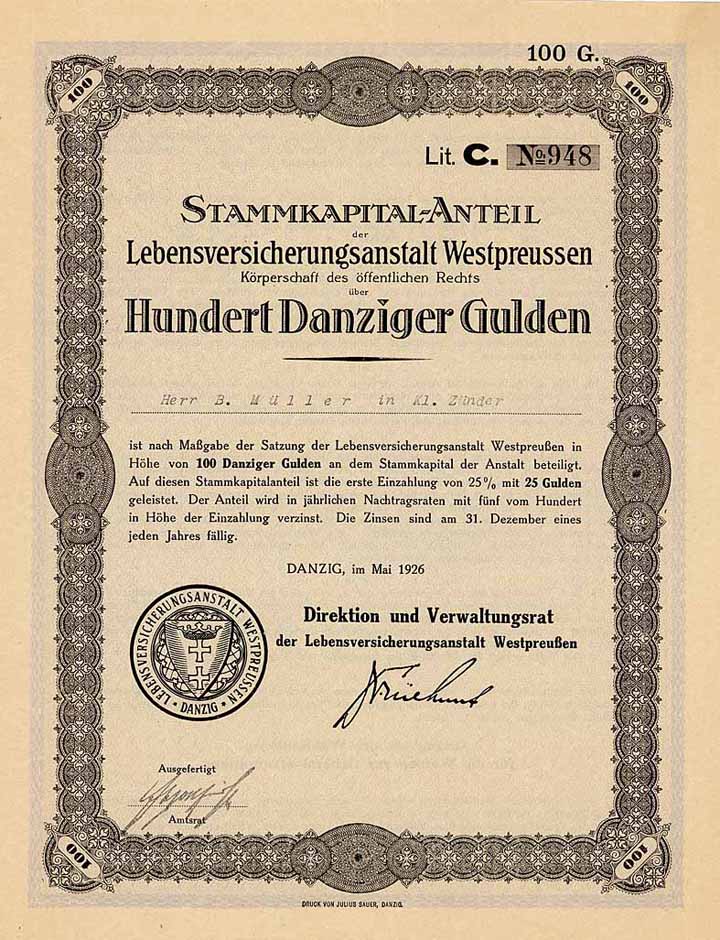 100 G.
100
100
Lit. C. No 948
STAMMKAPITAL-ANTEIL
der
Lebensversicherungsanstalt Westpreussen
Körperschaft des öffentlichen Rechts
über
Hundert Danziger Gulden
Herr B. Müller in Kl. Zünder
ist nach Maßgabe der Satzung der Lebensversicherungsanstalt Westpreußen in
Höhe von 100 Danziger Gulden an dem Stammkapital der Anstalt beteiligt.
Auf diesen Stammkapitalanteil ist die erste Einzahlung von 25% mit 25 Gulden
geleistet. Der Anteil wird in jährlichen Nachtragsraten mit fünf vom Hundert
in Höhe der Einzahlung verzinst. Die Zinsen sind am 31. Dezember eines
jeden Jahres fällig.
DANZIG, im Mai 1926
LEBENSVERSICHERUNGSANSTALT WESTPREUSSEN
• DANZIG •
Direktion und Verwaltungsrat
der Lebensversicherungsanstalt Westpreußen
Ausgefertigt
Amtsrat
100
100
DRUCK VON JULIUS SAUER, DANZIG.